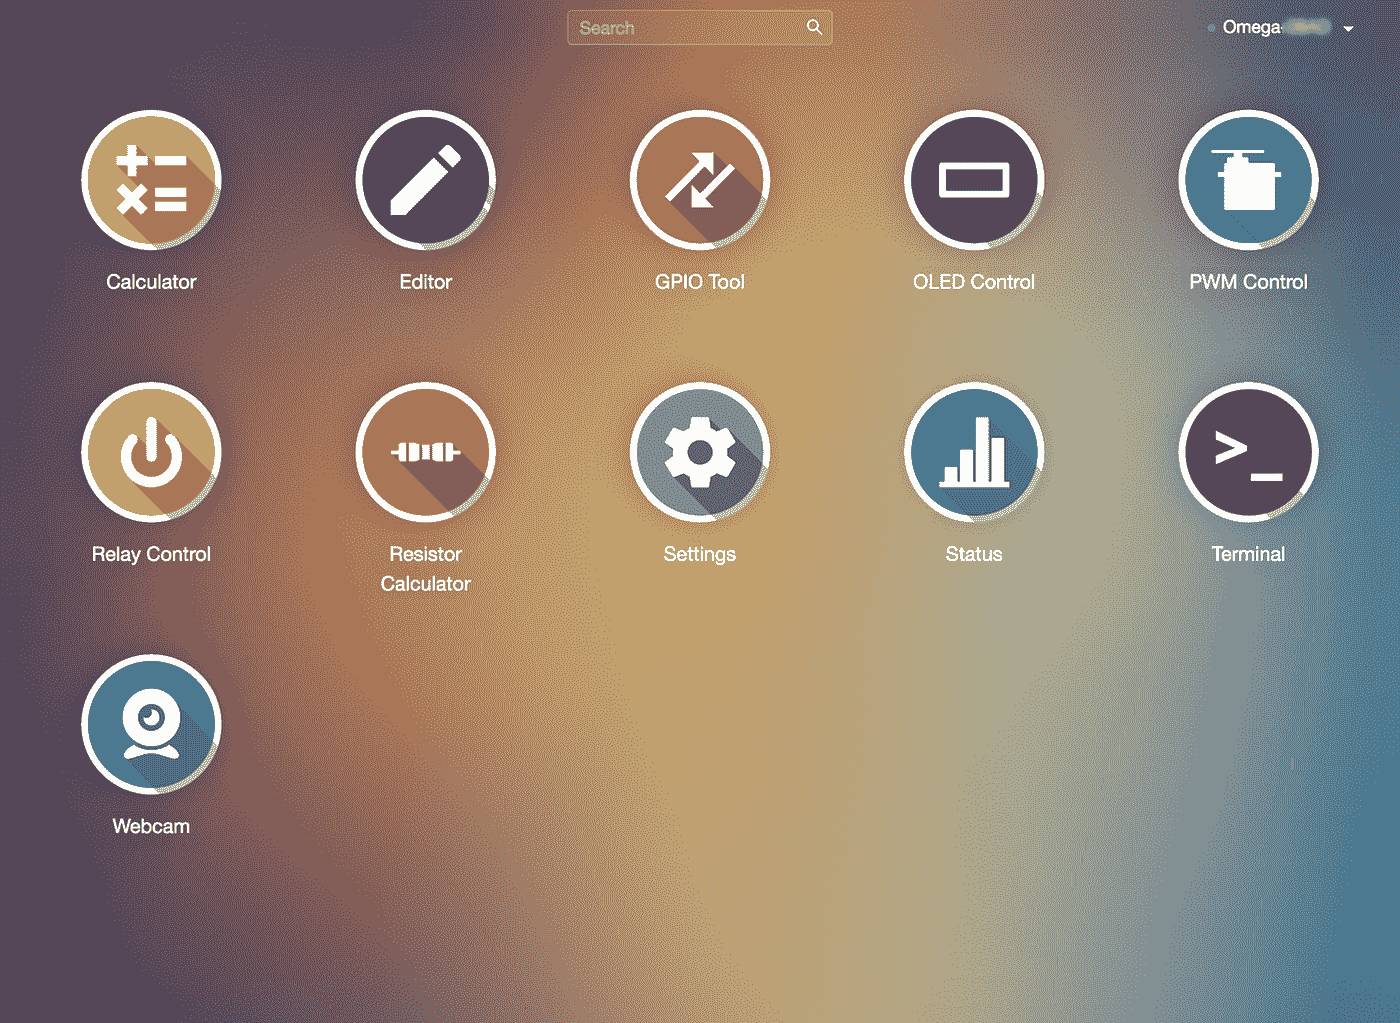 Search
Omega
Calculator
Editor
GPIO Tool
OLED Control
PWM Control
Relay Control
Resistor
Calculator
Settings
Status
>_
Terminal
Webcam